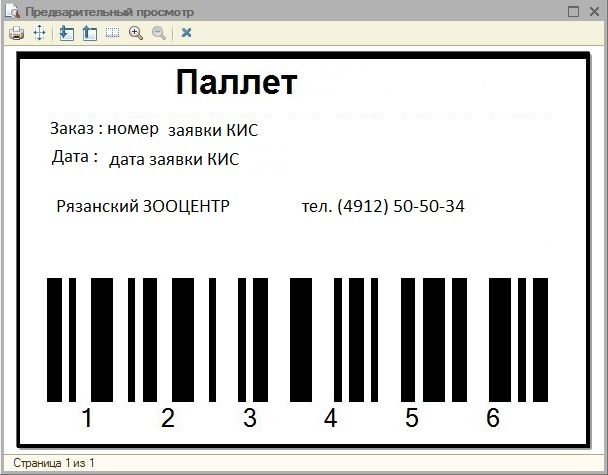 Предварительный просмотр
Паллет
Заказ : номер заявки КИС
Дата : дата заявки КИС
Рязанский ЗООЦЕНТР тел. (4912) 50-50-34
1 2 3 4 5 6
Страница 1 из 1